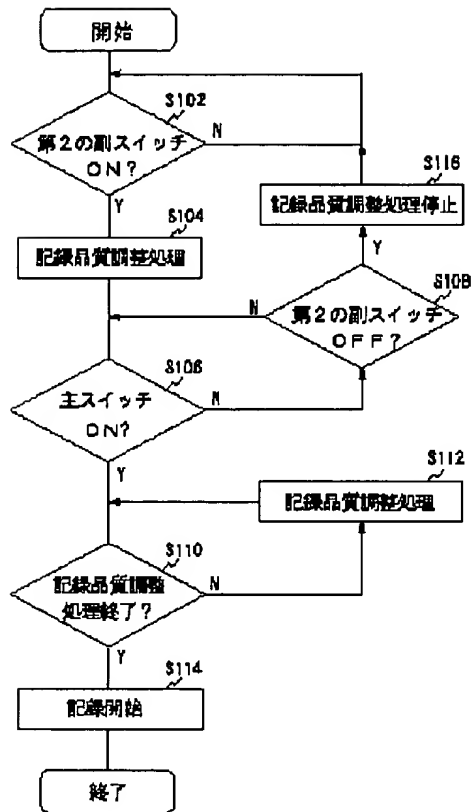 開始
S102
第2の副スイッチ
ON?
N
Y
S116
記録品質調整処理停止
S104
記録品質調整処理
Y
S108
N
第2の副スイッチ
OFF?
S106
主スイッチ
ON?
N
Y
S112
記録品質調整処理
S110
記録品質調整
処理終了?
N
Y
S114
記録開始
終了